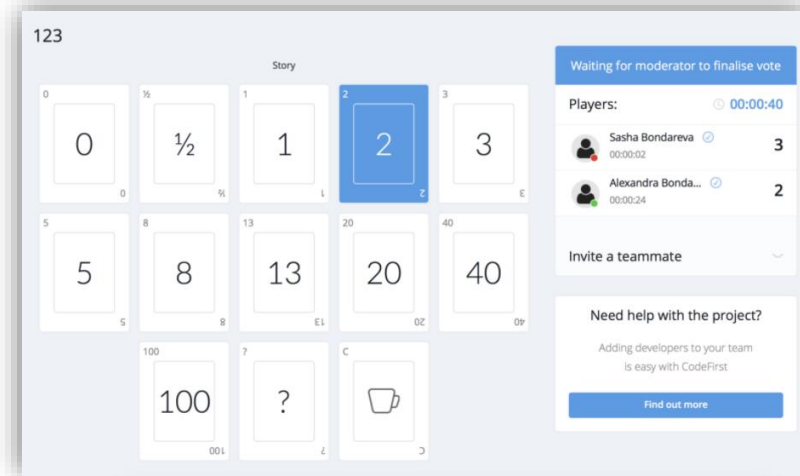 123
Story
0 ½ 1 2 3
0 ½ 1 2 3
0 ½ 1 2 3
5 8 13 20 40
5 8 13 20 40
5 8 13 20 40
100 ? C
100 ?
100 ? C
Waiting for moderator to finalise vote
Players: 00:00:40
Sasha Bondareva 3
00:00:02
Alexandra Bonda... 2
00:00:24
Invite a teammate
Need help with the project?
Adding developers to your team
is easy with CodeFirst
Find out more